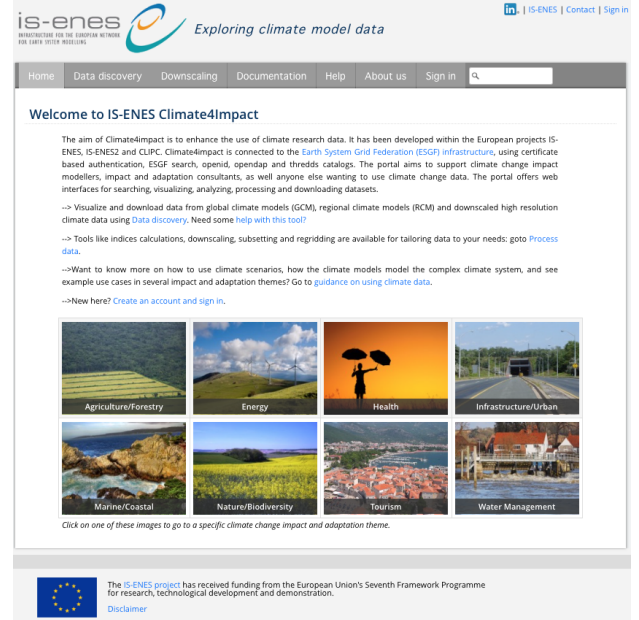 is-enes
INFRASTRUCTURE FOR THE EUROPEAN NETWORK
FOR EARTH SYSTEM MODELLING
Exploring climate model data
in. | IS-ENES | Contact | Sign in
Home Data discovery Downscaling Documentation Help About us Sign in
Welcome to IS-ENES Climate4Impact
The aim of Climate4impact is to enhance the use of climate research data. It has been developed within the European projects IS-
ENES, IS-ENES2 and CLIPC. Climate4impact is connected to the Earth System Grid Federation (ESGF) infrastructure, using certificate
based authentication, ESGF search, openid, opendap and thredds catalogs. The portal aims to support climate change impact
modellers, impact and adaptation consultants, as well anyone else wanting to use climate change data. The portal offers web
interfaces for searching, visualizing, analyzing, processing and downloading datasets.
--> Visualize and download data from global climate models (GCM), regional climate models (RCM) and downscaled high resolution
climate data using Data discovery. Need some help with this tool?
--> Tools like indices calculations, downscaling, subsetting and regridding are available for tailoring data to your needs: goto Process
data.
-->Want to know more on how to use climate scenarios, how the climate models model the complex climate system, and see
example use cases in several impact and adaptation themes? Go to guidance on using climate data.
-->New here? Create an account and sign in.
Agriculture/Forestry Energy Health Infrastructure/Urban
Marine/Coastal Nature/Biodiversity Tourism Water Management
Click on one of these images to go to a specific climate change impact and adaptation theme.
The IS-ENES project has received funding from the European Union's Seventh Framework Programme
for research, technological development and demonstration.
Disclaimer